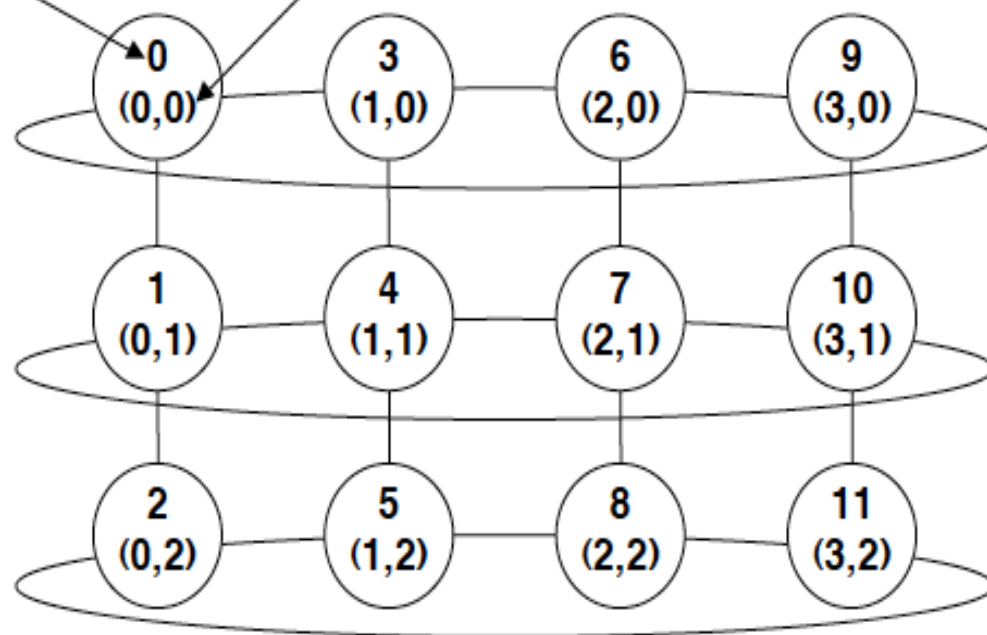 0 3 6 9
(0,0) (1,0) (2,0) (3,0)
1 4 7 10
(0,1) (1,1) (2,1) (3,1)
2 5 8 11
(0,2) (1,2) (2,2) (3,2)